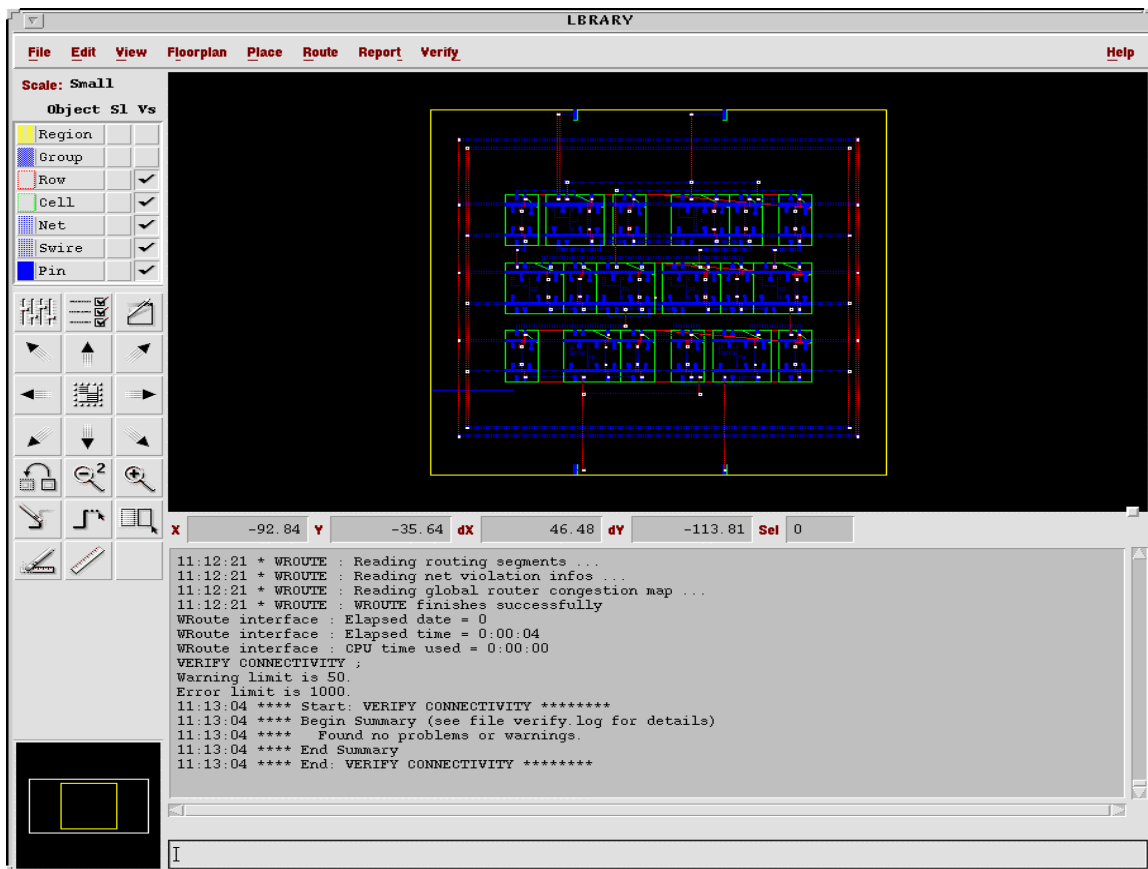 LBRARY
File Edit View Floorplan Place Route Report Verify Help
Scale: Small
Object Sl Vs
Region
Group
Row
Cell
Net
Swire
Pin
2
X -92.84 Y -35.64 dX 46.48 dY -113.81 Sel 0
11:12:21 * WROUTE : Reading routing segments ...
11:12:21 * WROUTE : Reading net violation infos ...
11:12:21 * WROUTE : Reading global router congestion map ...
11:12:21 * WROUTE : WROUTE finishes successfully
WRoute interface : Elapsed date = 0
WRoute interface : Elapsed time = 0:00:04
WRoute interface : CPU time used = 0:00:00
VERIFY CONNECTIVITY ;
Warning limit is 50.
Error limit is 1000.
11:13:04 **** Start: VERIFY CONNECTIVITY ********
11:13:04 **** Begin Summary (see file verify.log for details)
11:13:04 ****   Found no problems or warnings.
11:13:04 **** End Summary
11:13:04 **** End: VERIFY CONNECTIVITY ********